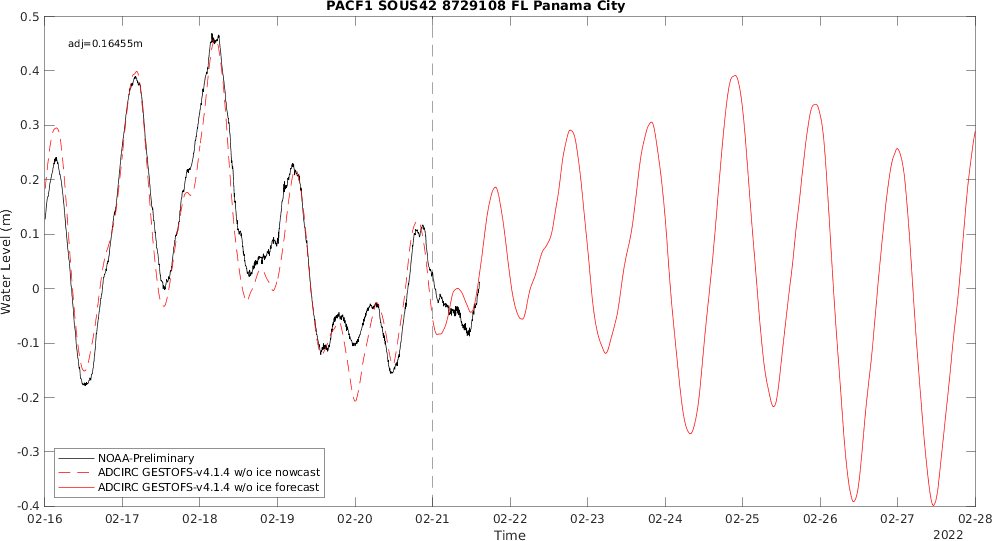 PACF1 SOUS42 8729108 FL Panama City
adj=0.16455m
0.5
0.4
0.3
0.2
0.1
0
-0.1
-0.2
-0.3
-0.4
Water Level (m)
NOAA-Preliminary
ADCIRC GESTOFS-v4.1.4 w/o ice nowcast
ADCIRC GESTOFS-v4.1.4 w/o ice forecast
02-16 02-17 02-18 02-19 02-20 02-21 02-22 02-23 02-24 02-25 02-26 02-27 02-28
Time
2022